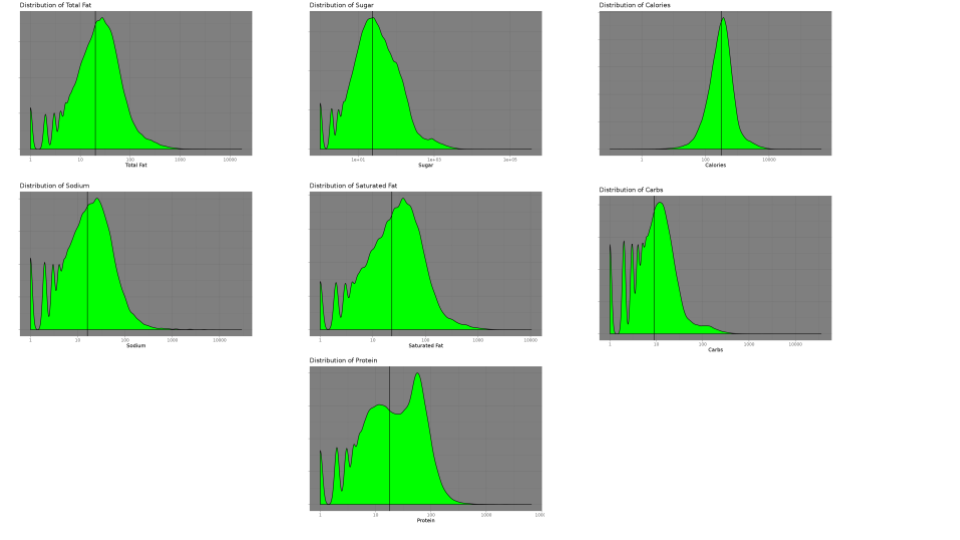 Distribution of Total Fat
1 10 100 1000 10000
Total Fat
Distribution of Sugar
1e+01 1e+03 1e+05
Sugar
Distribution of Calories
1 100 10000
Calories
Distribution of Sodium
1 10 100 1000 10000
Sodium
Distribution of Saturated Fat
1 10 100 1000 10000
Saturated Fat
Distribution of Carbs
1 10 100 1000 10000
Carbs
Distribution of Protein
1 10 100 1000
Protein